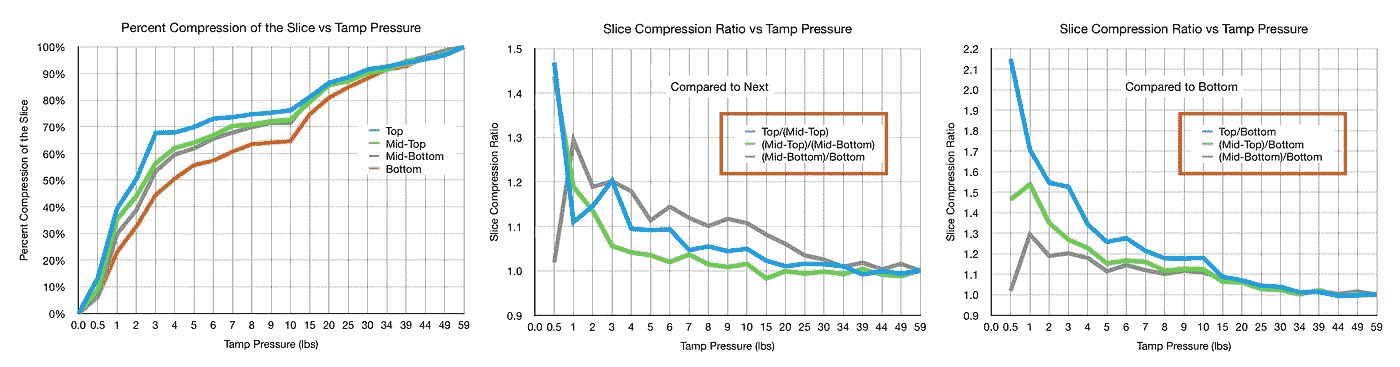 Percent Compression of the Slice vs Tamp Pressure
100%
90%
80%
70%
60%
50%
40%
30%
20%
10%
0%
Percent Compression of the Slice
Top
Mid-Top
Mid-Bottom
Bottom
0.0 0.5 1 2 3 4 5 6 7 8 9 10 15 20 25 30 34 39 44 49 59
Tamp Pressure (lbs)
Slice Compression Ratio vs Tamp Pressure
1.5
1.4
1.3
1.2
1.1
1.0
0.9
Slice Compression Ratio
Compared to Next
Top/(Mid-Top)
(Mid-Top)/(Mid-Bottom)
(Mid-Bottom)/Bottom
0.0 0.5 1 2 3 4 5 6 7 8 9 10 15 20 25 30 34 39 44 49 59
Tamp Pressure (lbs)
Slice Compression Ratio vs Tamp Pressure
2.2
2.1
2.0
1.9
1.8
1.7
1.6
1.5
1.4
1.3
1.2
1.1
1.0
0.9
Slice Compression Ratio
Compared to Bottom
Top/Bottom
(Mid-Top)/Bottom
(Mid-Bottom)/Bottom
0.0 0.5 1 2 3 4 5 6 7 8 9 10 15 20 25 30 34 39 44 49 59
Tamp Pressure (lbs)